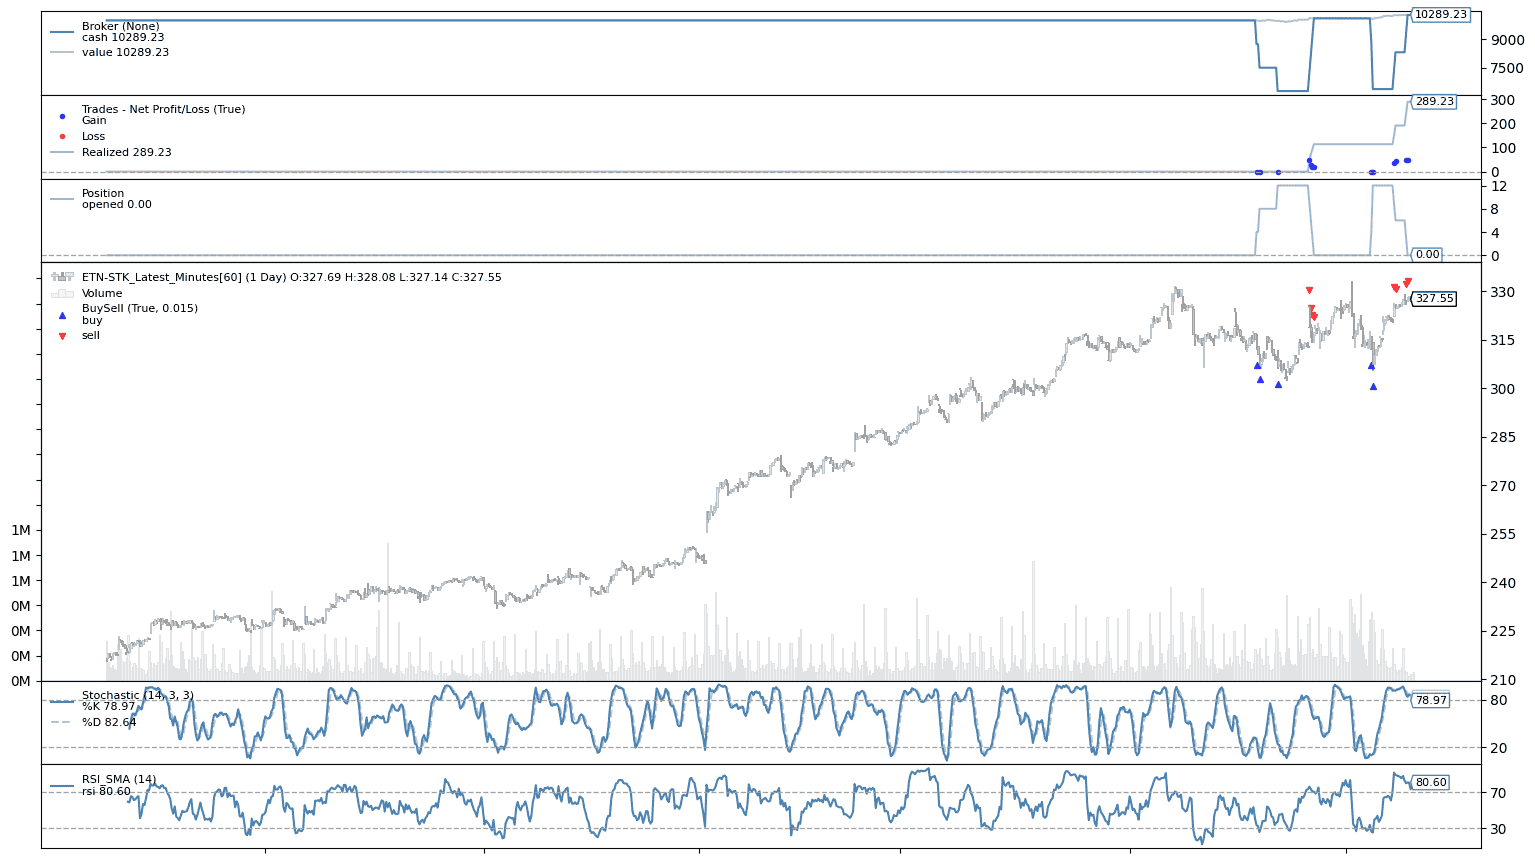 Broker (None)
cash 10289.23
value 10289.23
10289.23
9000
7500
Trades - Net Profit/Loss (True)
Gain
Loss
Realized 289.23
289.23
300
200
100
0
Position
opened 0.00
12
8
4
0
0.00
ETN-STK_Latest_Minutes[60] (1 Day) O:327.69 H:328.08 L:327.14 C:327.55
Volume
BuySell (True, 0.015)
buy
sell
327.55
330
315
300
285
270
255
240
225
210
1M
1M
1M
0M
0M
0M
0M
Stochastic (14, 3, 3)
%K 78.97
%D 82.64
78.97
80
20
RSI_SMA (14)
rsi 80.60
80.60
70
30